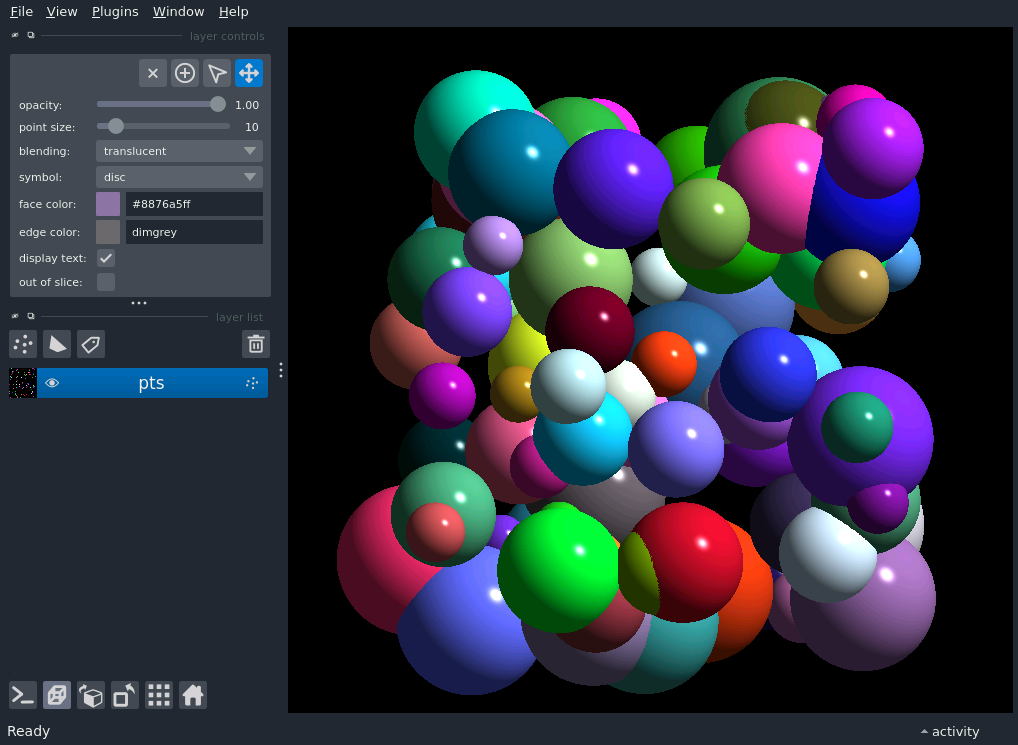 File View Plugins Window Help
layer controls
opacity: 1.00
point size: 10
blending: translucent
symbol: disc
face color: #8876a5ff
edge color: dimgrey
display text:
out of slice:
layer list
pts
Ready activity